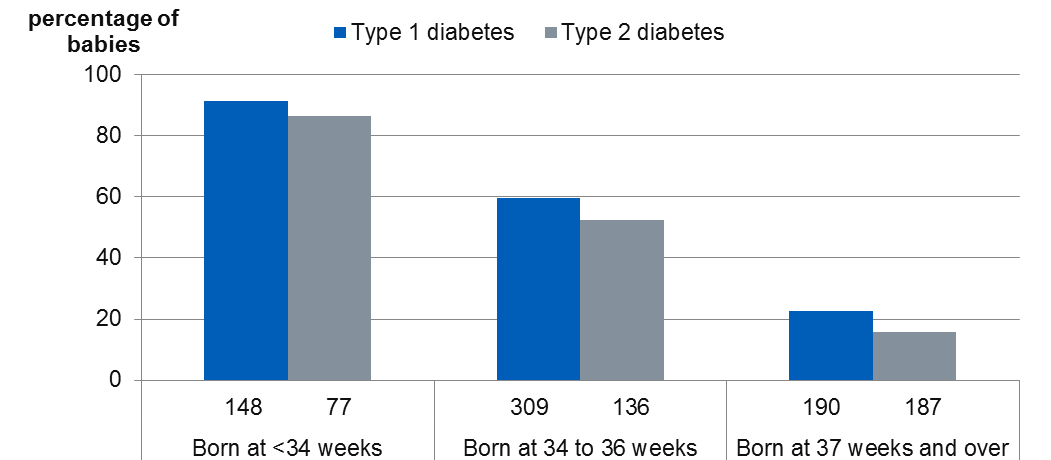 percentage of
babies
Type 1 diabetes Type 2 diabetes
100
80
60
40
20
0
148 77 309 136 190 187
Born at <34 weeks Born at 34 to 36 weeks Born at 37 weeks and over